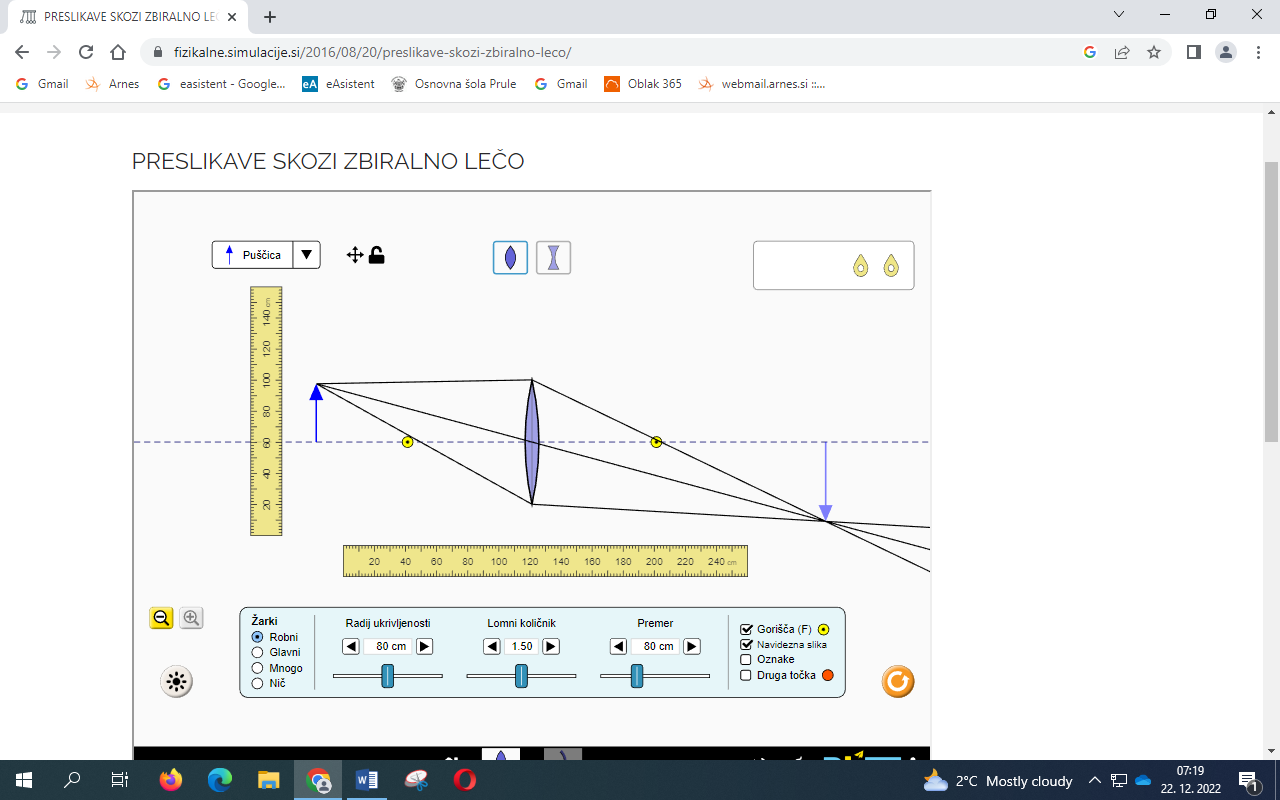 PRESLIKAVE SKOZI ZBIRALNO LE
fizikalne.simulacije.si/2016/08/20/preslikave-skozi-zbiralno-leco/
Gmail
Arnes
easistent - Google...
eA
eAsistent
Osnovna šola Prule
Gmail
Oblak 365
webmail.arnes.si ::...
PRESLIKAVE SKOZI ZBIRALNO LEČO
Puščica
20 40 60 80 100 120 140 cm
20 40 60 80 100 120 140 160 180 200 220 240 cm
Žarki
Robni
Glavni
Mnogo
Nič
Radij ukrivljenosti
80 cm
Lomni količnik
1.50
Premer
80 cm
Gorišča (F)
Navidezna slika
Oznake
Druga točka
2°C Mostly cloudy
07:19
22. 12. 2022
1